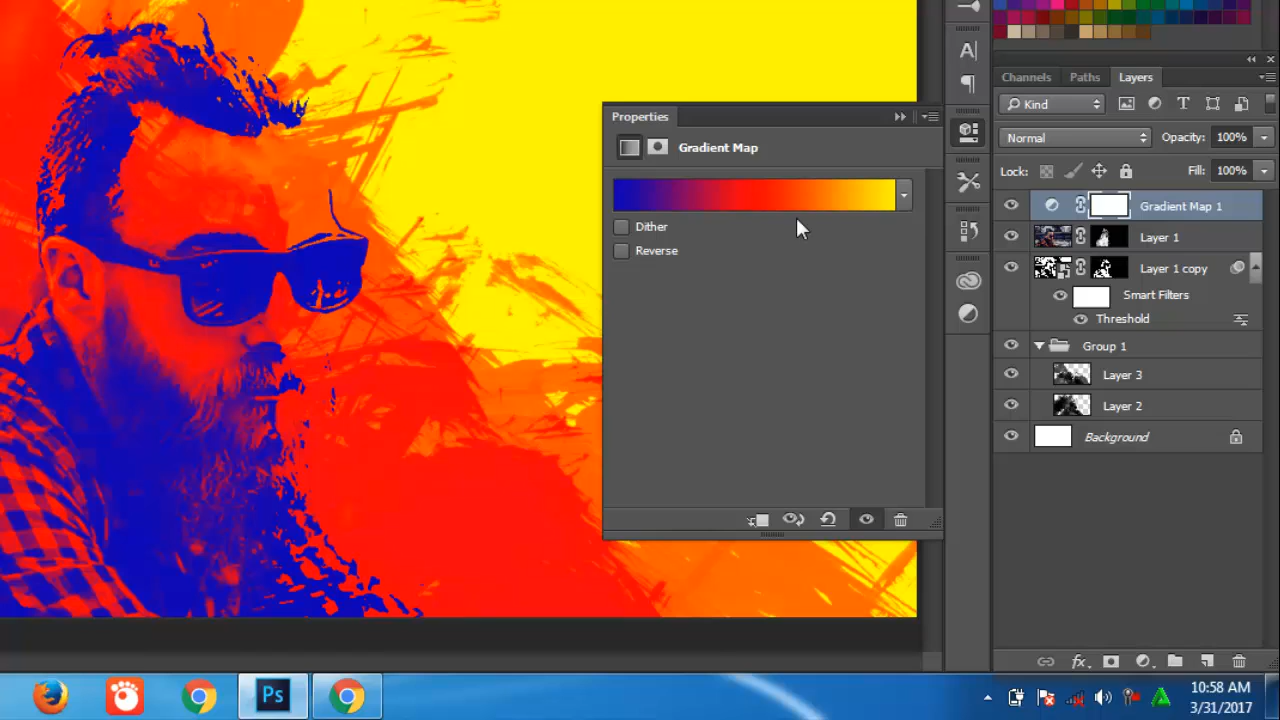 Channels Paths Layers
Properties
Kind
Gradient Map
Normal Opacity: 100%
Lock: Fill: 100%
Dither
Reverse
Gradient Map 1
Layer 1
Layer 1 copy
Smart Filters
Threshold
Group 1
Layer 3
Layer 2
Background
Ps
10:58 AM
3/31/2017